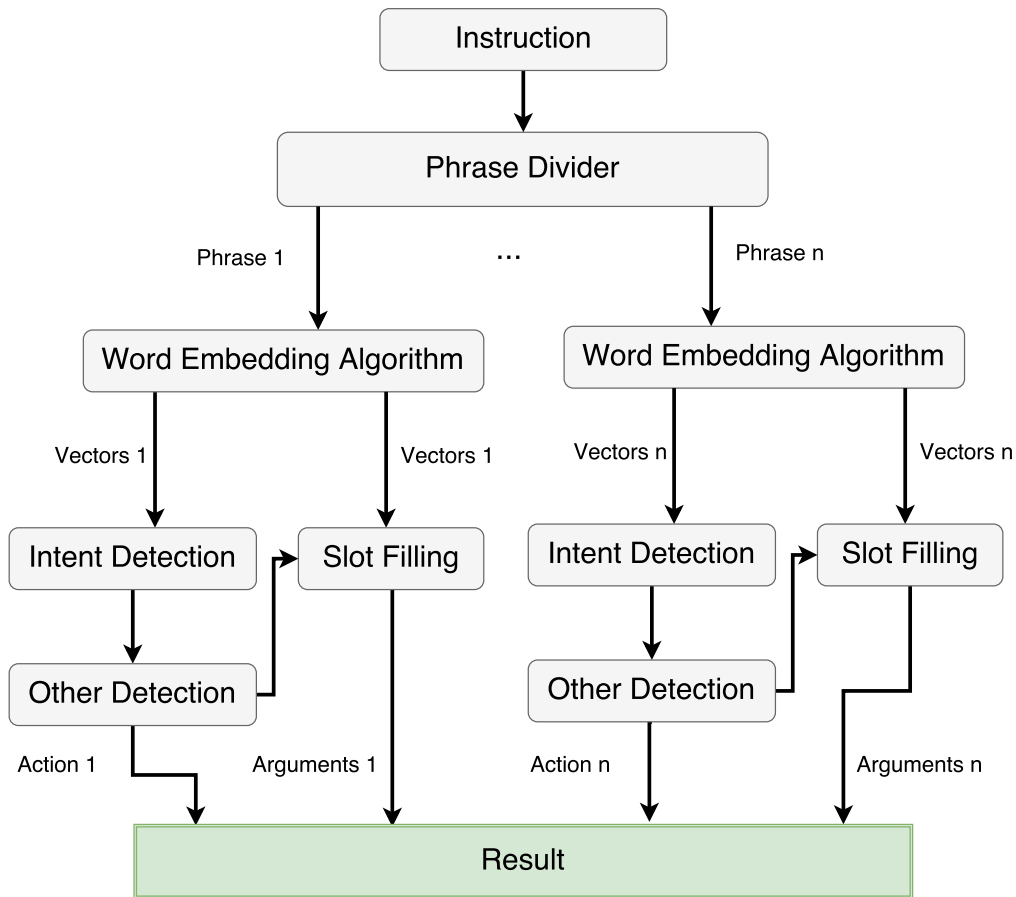 Instruction
Phrase Divider
Phrase 1
...
Phrase n
Word Embedding Algorithm
Word Embedding Algorithm
Vectors 1
Vectors 1
Vectors n
Vectors n
Intent Detection
Slot Filling
Intent Detection
Slot Filling
Other Detection
Other Detection
Action 1
Arguments 1
Action n
Arguments n
Result